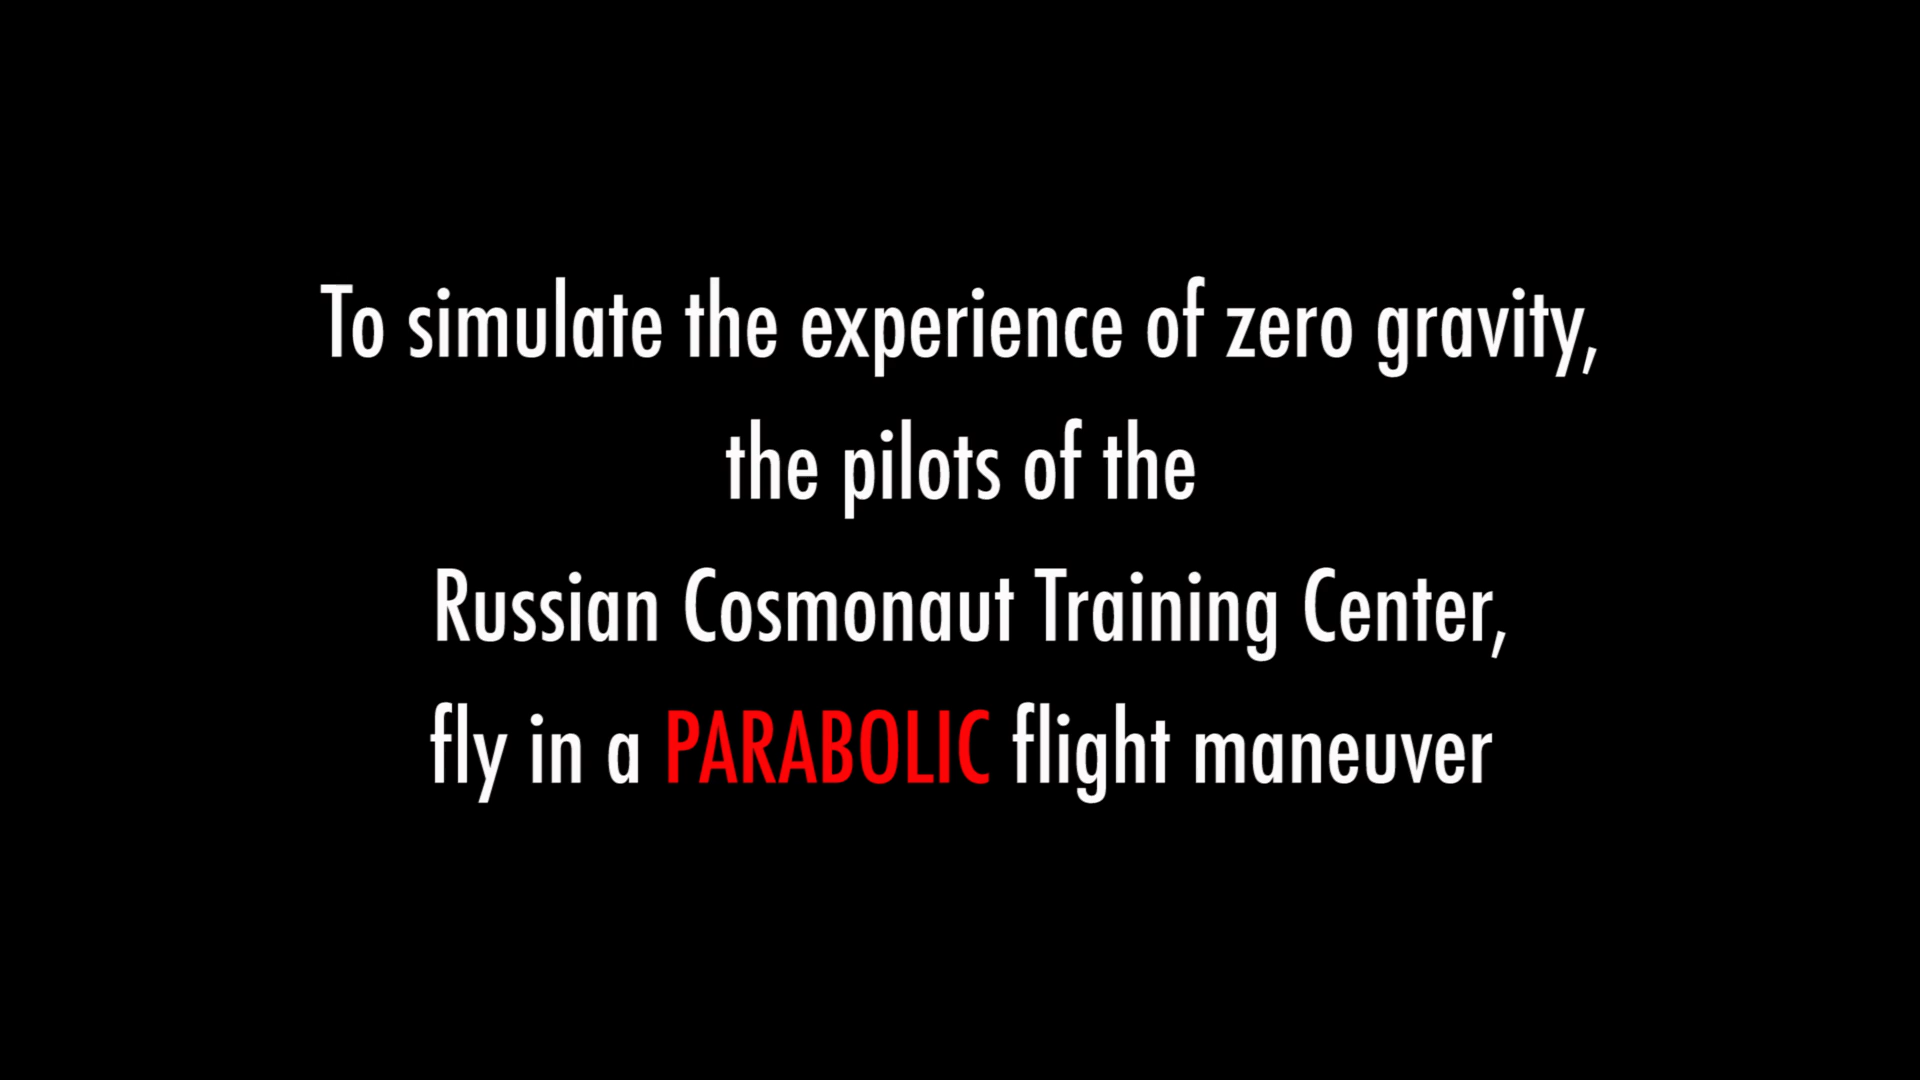 To simulate the experience of zero gravity,
the pilots of the
Russian Cosmonaut Training Center,
fly in a PARABOLIC flight maneuver